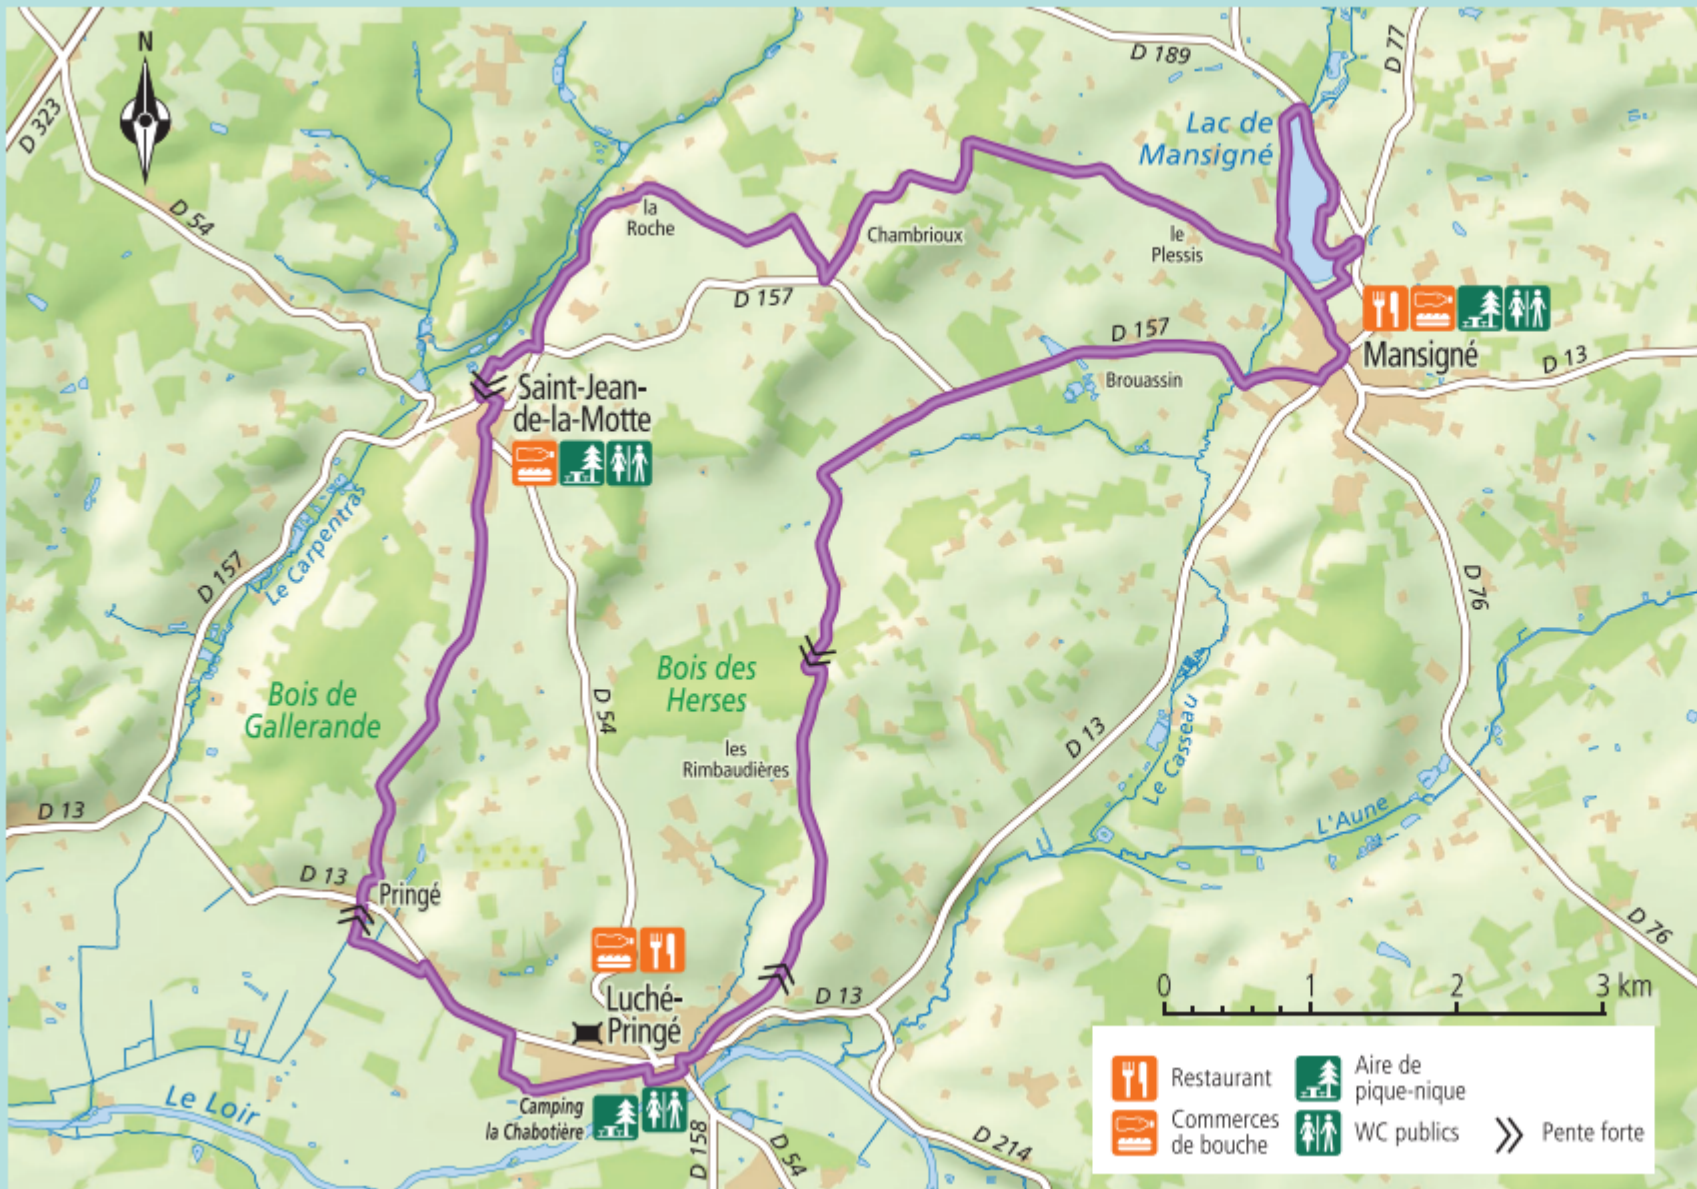 N
D 323
D 54
D 189
D 77
Lac de
Mansigné
la
Roche
Chambrioux
le
Plessis
D 157
D 157
Brouassin
Mansigné
D 13
Saint-Jean-
de-la-Motte
Le Carpentras
D 157
D 76
Bois de
Gallerande
Bois des
Herses
D 54
les
Rimbaudières
D 13
Le Casseau
L'Aune
D 13
D 13
Pringé
D 76
Luché-
Pringé
D 13
0 1 2 3 km
Le Loir
Camping
la Chabotière
D 158
D 54
D 214
Restaurant
Aire de
pique-nique
Commerces
de bouche
WC publics
Pente forte